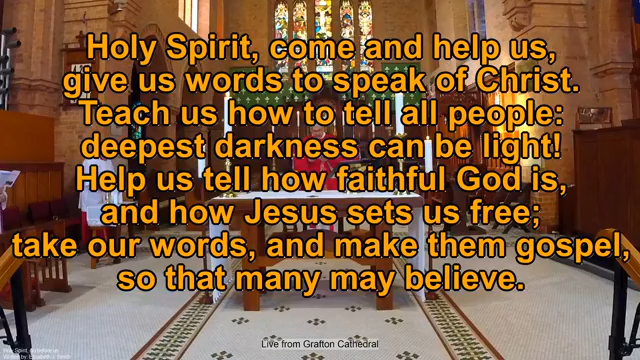 Holy Spirit, come and help us,
give us words to speak of Christ.
Teach us how to tell all people:
deepest darkness can be light!
Help us tell how faithful God is,
and how Jesus sets us free;
take our words, and make them gospel,
so that many may believe.
Live from Grafton Cathedral